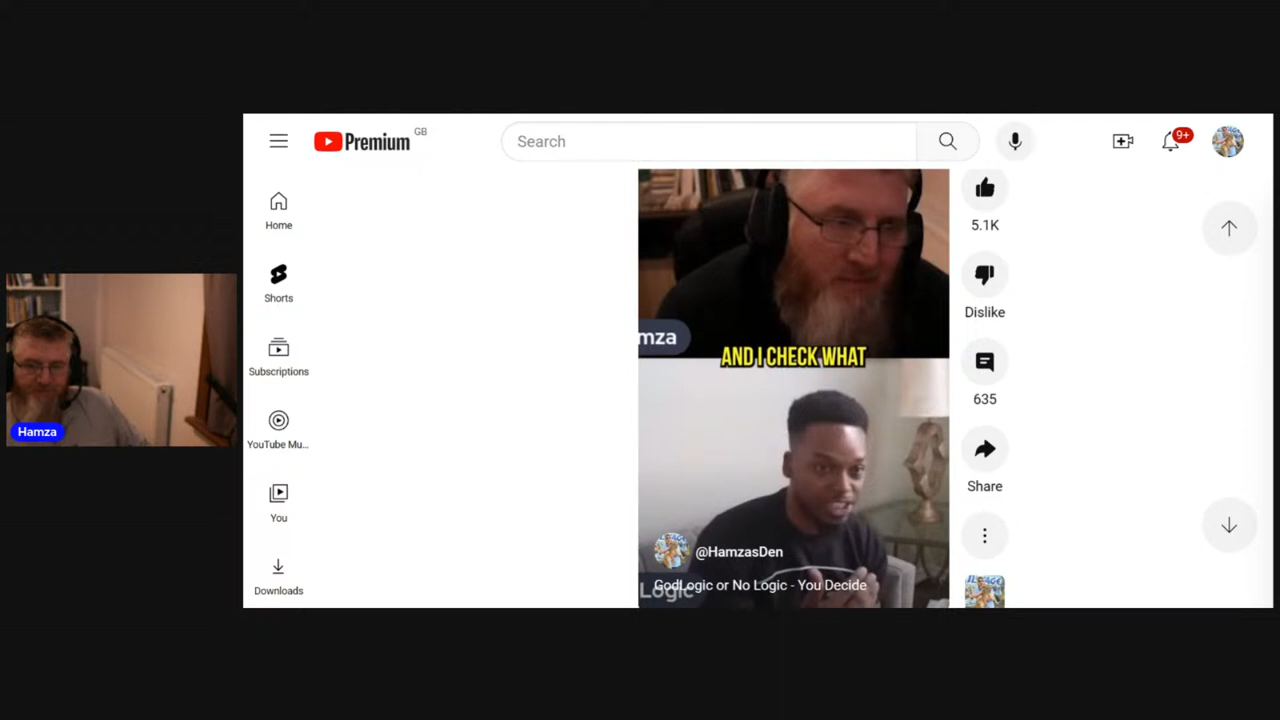 Premium GB
Search
9+
Home
Shorts
Subscriptions
YouTube Mu...
You
Downloads
Hamza
mza
AND I CHECK WHAT
@HamzasDen
GodLogic or No Logic - You Decide
Logic
5.1K
Dislike
635
Share